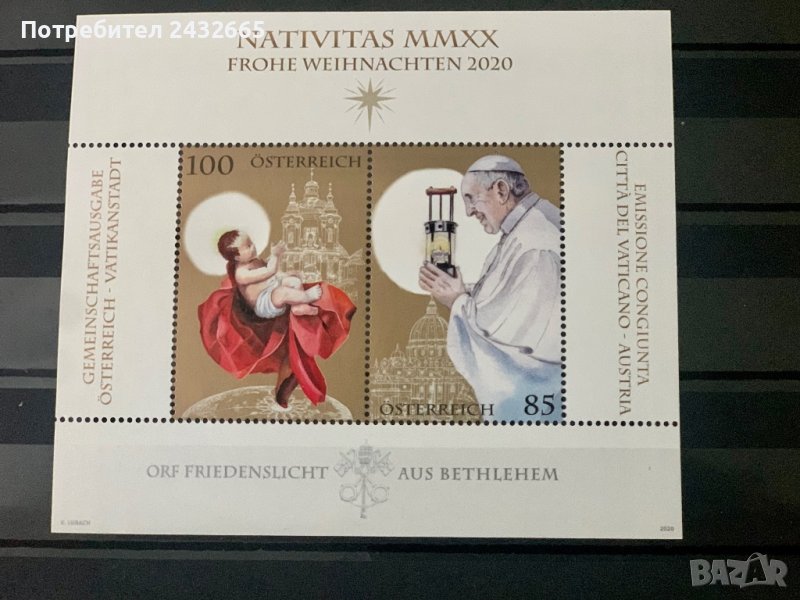 Потребител 2432665
NATIVITAS MMXX
FROHE WEIHNACHTEN 2020
GEMEINSCHAFTSAUSGABE
ÖSTERREICH - VATIKANSTADT
100 ÖSTERREICH
ÖSTERREICH 85
EMISSIONE CONGIUNTA
CITTÀ DEL VATICANO - AUSTRIA
ORF FRIEDENSLICHT AUS BETHLEHEM
2020
BAZAR